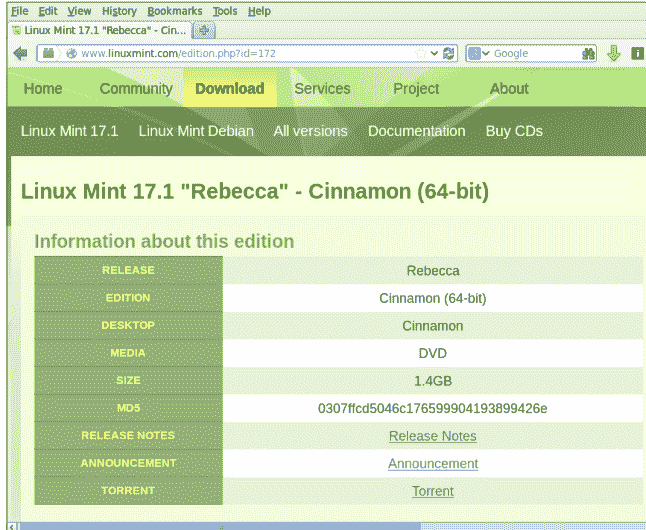 File Edit View History Bookmarks Tools Help
Linux Mint 17.1 "Rebecca" - Cin...
www.linuxmint.com/edition.php?id=172
Google
Home Community Download Services Project About
Linux Mint 17.1 Linux Mint Debian All versions Documentation Buy CDs
Linux Mint 17.1 "Rebecca" - Cinnamon (64-bit)
Information about this edition
RELEASE Rebecca
EDITION Cinnamon (64-bit)
DESKTOP Cinnamon
MEDIA DVD
SIZE 1.4GB
MD5 0307ffcd5046c176599904193899426e
RELEASE NOTES Release Notes
ANNOUNCEMENT Announcement
TORRENT Torrent